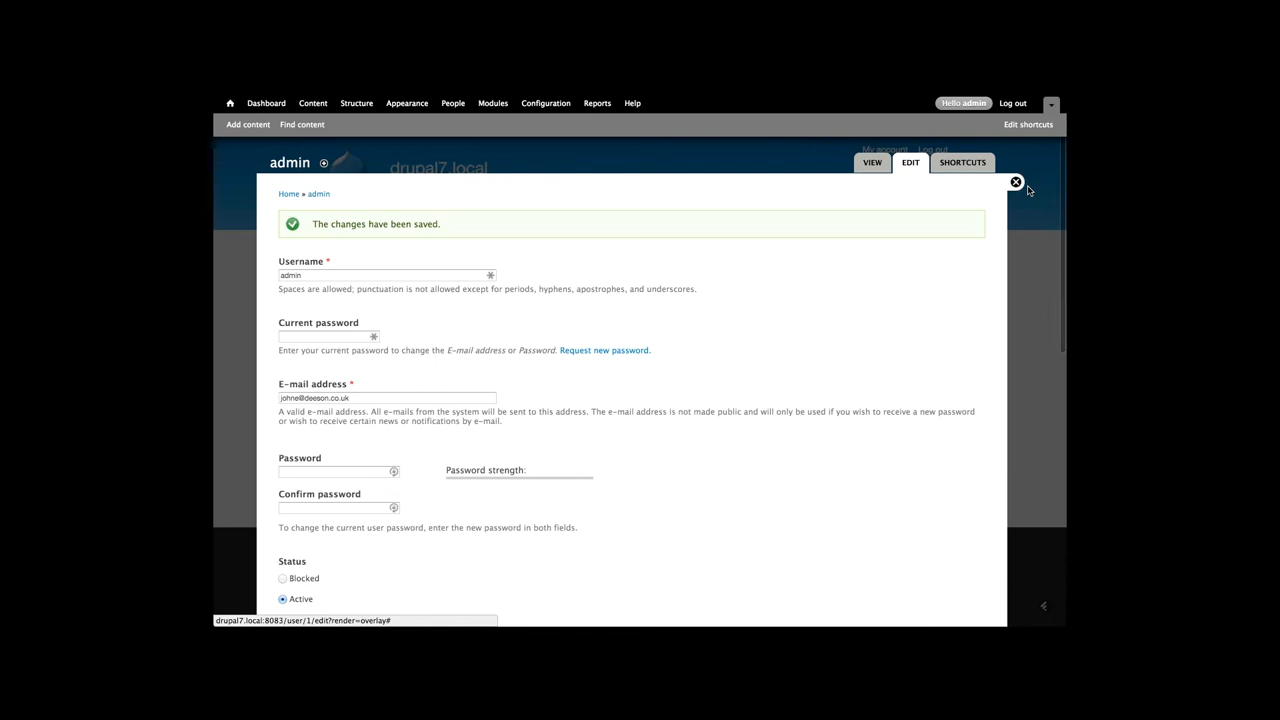 Dashboard Content Structure Appearance People Modules Configuration Reports Help Hello admin Log out
Add content Find content Edit shortcuts
My account Log out
admin drupal7.local VIEW EDIT SHORTCUTS
Home » admin
The changes have been saved.
Username *
admin
Spaces are allowed; punctuation is not allowed except for periods, hyphens, apostrophes, and underscores.
Current password
Enter your current password to change the E-mail address or Password. Request new password.
E-mail address *
johne@deeson.co.uk
A valid e-mail address. All e-mails from the system will be sent to this address. The e-mail address is not made public and will only be used if you wish to receive a new password
or wish to receive certain news or notifications by e-mail.
Password
Password strength:
Confirm password
To change the current user password, enter the new password in both fields.
Status
Blocked
Active
drupal7.local:8083/user/1/edit?render=overlay#